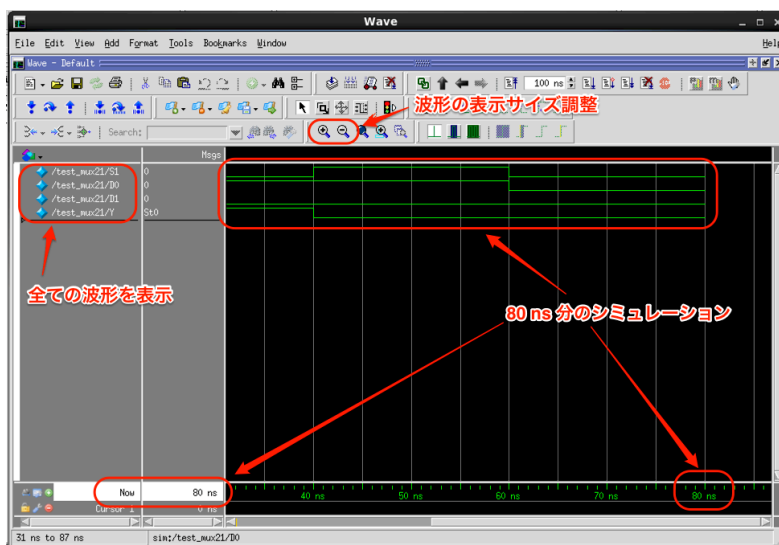 Wave
File Edit View Add Format Tools Bookmarks Window Help
Wave - Default
100 ns
波形の表示サイズ調整
Search:
Msgs
/test_mux21/S1 0
/test_mux21/D0 0
/test_mux21/D1 0
/test_mux21/Y St0
全ての波形を表示
80 ns 分のシミュレーション
Now 80 ns
40 ns 50 ns 60 ns 70 ns 80 ns
Cursor 1 0 ns
31 ns to 87 ns sim:/test_mux21/D0